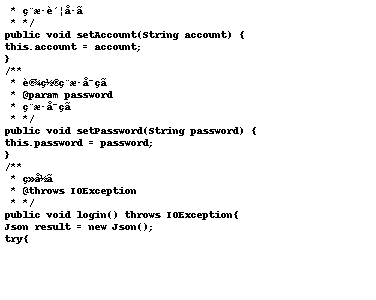 * ç¨æ·è´¦å·ã
* */
public void setAccount(String account) {
this.account = account;
}
/**
* è®¾ç½®ç¨æ·å¯ç ã
* @param password
* ç¨æ·å¯ç ã
* */
public void setPassword(String password) {
this.password = password;
}
/**
* ç»å½ã
* @throws IOException
* */
public void login() throws IOException{
Json result = new Json();
try{